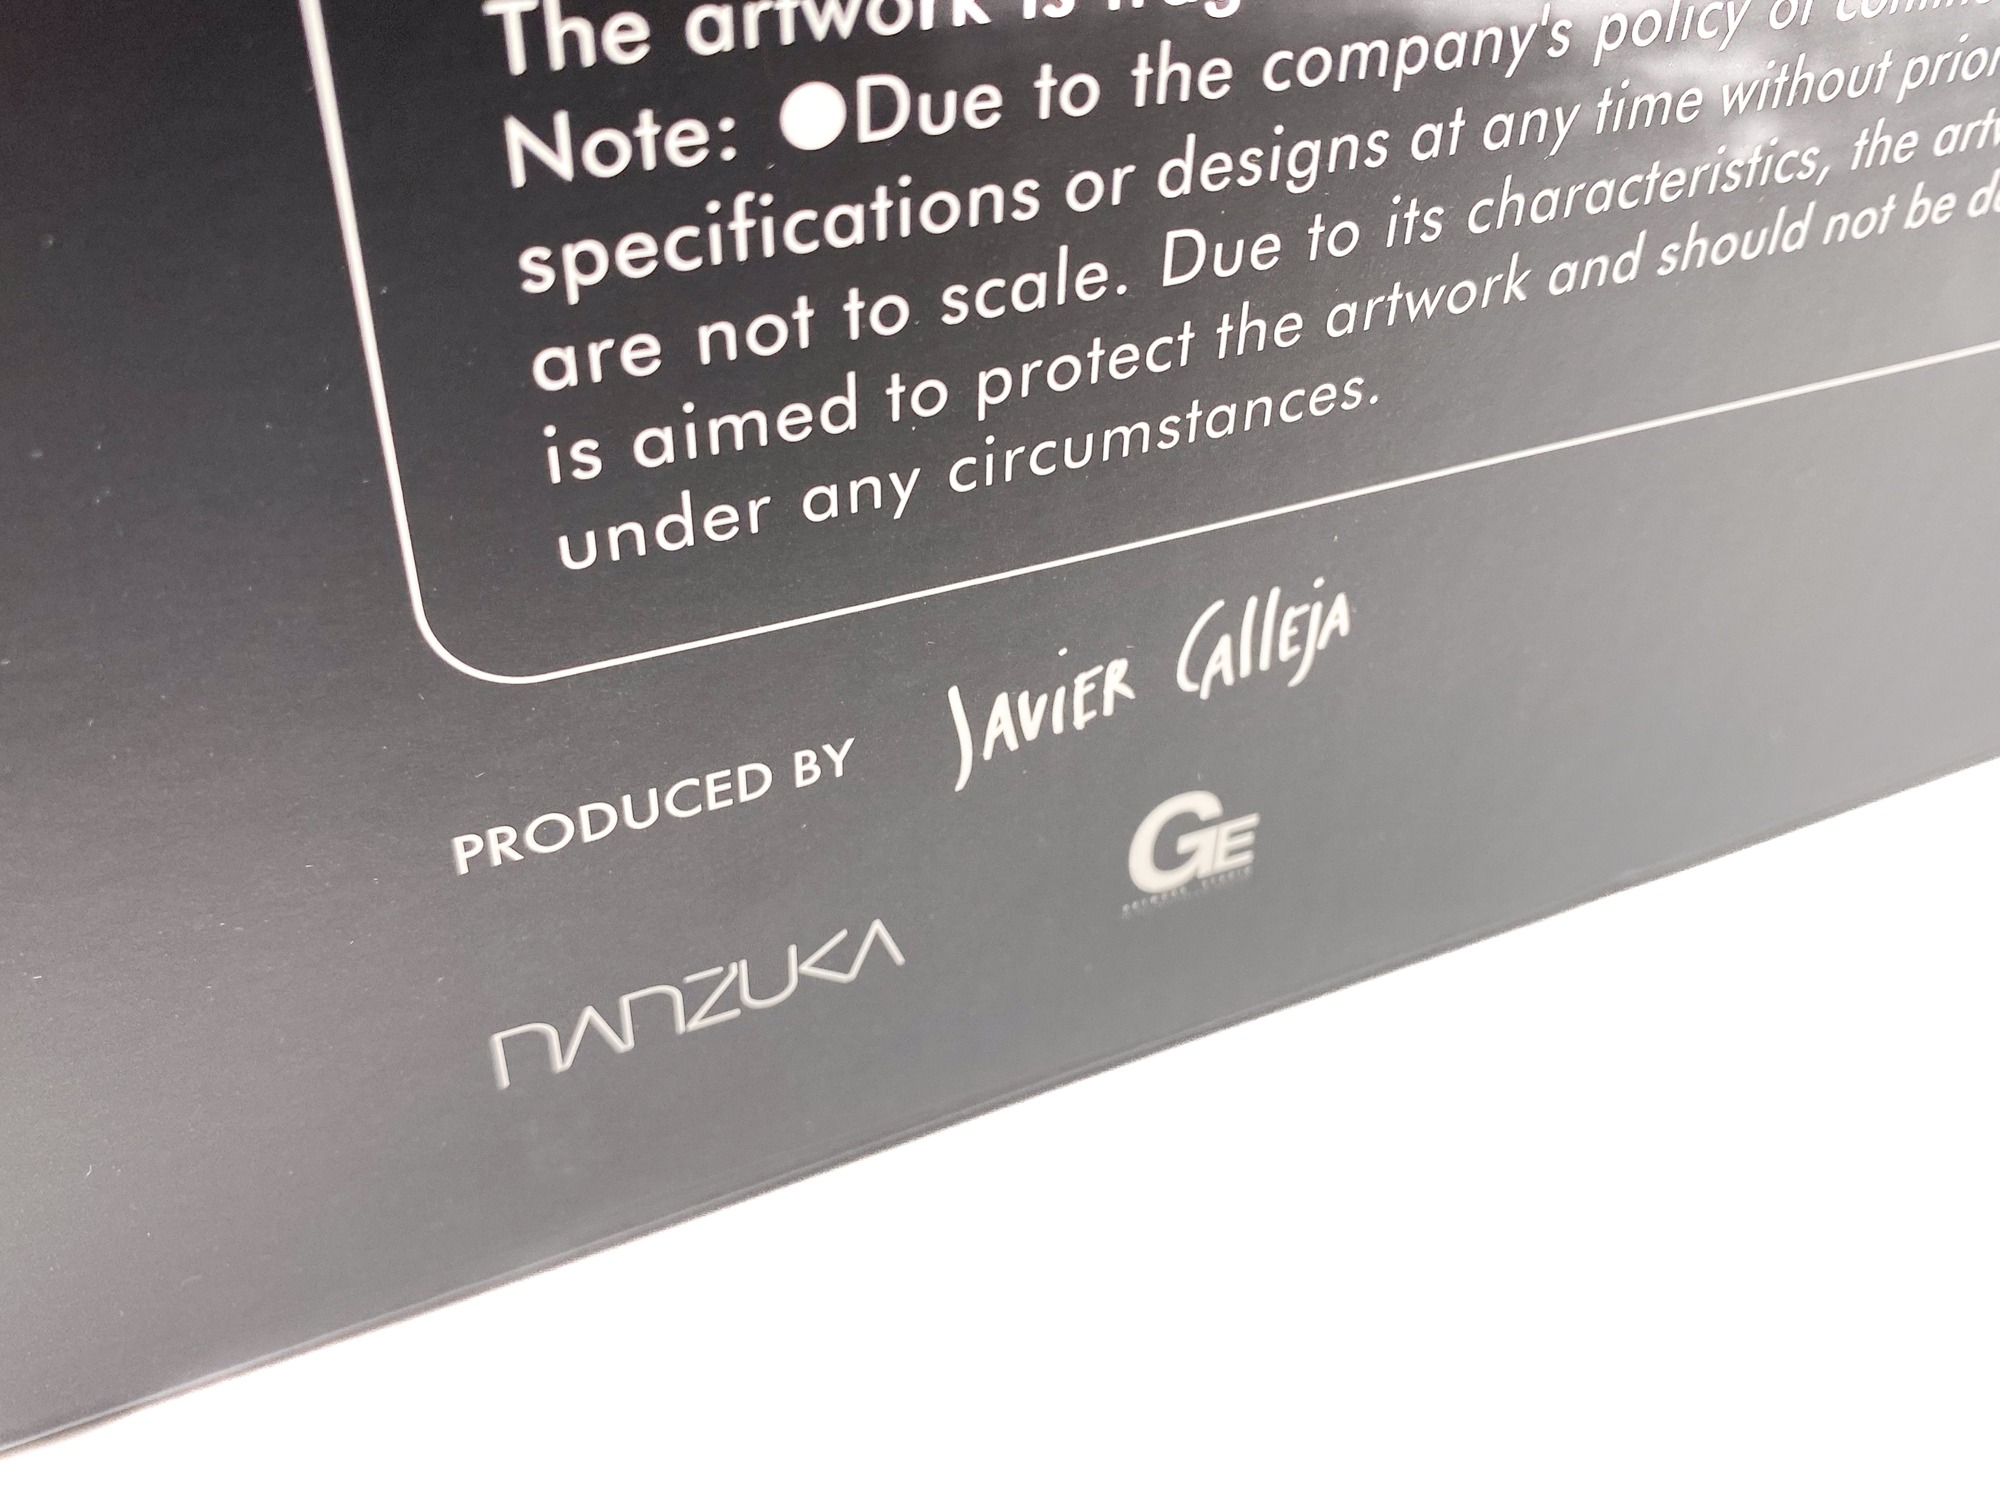 The artwork is frag
Note: ●Due to the company's policy of
specifications or designs at any time without prior
are not to scale. Due to its characteristics, the
is aimed to protect the artwork and should not be
under any circumstances.
PRODUCED BY JAVIER CAllEjA
GE
NANZUKA